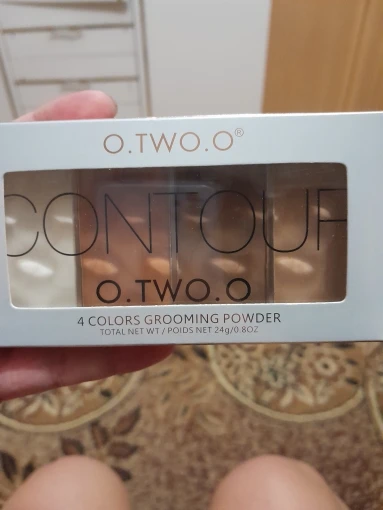 O.TWO.O®
CONTOUR
O.TWO.O
4 COLORS GROOMING POWDER
TOTAL NET WT / POIDS NET 24g/0.8OZ